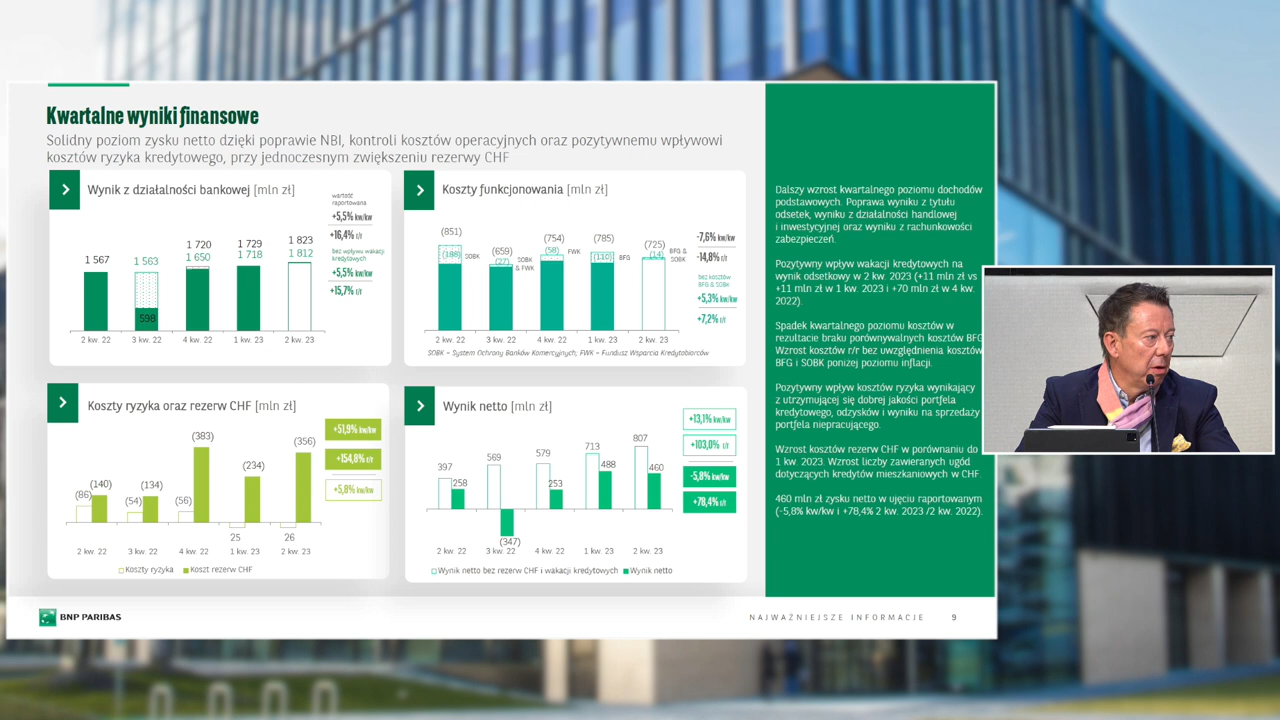 Kwartalne wyniki finansowe
Solidny poziom zysku netto dzięki poprawie NBI, kontroli kosztów operacyjnych oraz pozytywnemu wpływowi
kosztów ryzyka kredytowego, przy jednoczesnym zwiększeniu rezerwy CHF
Wynik z działalności bankowej [mln zł]
wartość
raportowana
+5,5% kw/kw
+16,4% r/r
bez wpływu wakacji
kredytowych
+5,5% kw/kw
+15,7% r/r
1 567
1 563
598
1 720
1 650
1 729
1 718
1 823
1 812
2 kw. 22
3 kw. 22
4 kw. 22
1 kw. 23
2 kw. 23
Koszty funkcjonowania [mln zł]
(851)
(188)
SOBK
(659)
(27)
SOBK
& FWK
(754)
(58)
FWK
(785)
(110)
BFG
(725)
(14)
BFG &
SOBK
-7,6% kw/kw
-14,8% r/r
bez kosztów
BFG & SOBK
+5,3% kw/kw
+7,2% r/r
2 kw. 22
3 kw. 22
4 kw. 22
1 kw. 23
2 kw. 23
SOBK – System Ochrony Banków Komercyjnych; FWK – Fundusz Wsparcia Kredytobiorców
Koszty ryzyka oraz rezerw CHF [mln zł]
(86)
(140)
(54)
(134)
(56)
(383)
25
(234)
26
(356)
+51,9% kw/kw
+154,8% r/r
+5,8% kw/kw
2 kw. 22
3 kw. 22
4 kw. 22
1 kw. 23
2 kw. 23
Koszty ryzyka
Koszt rezerw CHF
Wynik netto [mln zł]
397
258
569
(347)
579
253
713
488
807
460
+13,1% kw/kw
+103,0% r/r
-5,8% kw/kw
+78,4% r/r
2 kw. 22
3 kw. 22
4 kw. 22
1 kw. 23
2 kw. 23
Wynik netto bez rezerw CHF i wakacji kredytowych
Wynik netto
Dalszy wzrost kwartalnego poziomu dochodów
podstawowych. Poprawa wyniku z tytułu
odsetek, wyniku z działalności handlowej
i inwestycyjnej oraz wyniku z rachunkowości
zabezpieczeń.
Pozytywny wpływ wakacji kredytowych na
wynik odsetkowy w 2 kw. 2023 (+11 mln zł vs
+11 mln zł w 1 kw. 2023 i +70 mln zł w 4 kw.
2022).
Spadek kwartalnego poziomu kosztów w
rezultacie braku porównywalnych kosztów BFG
Wzrost kosztów r/r bez uwzględnienia kosztów
BFG i SOBK poniżej poziomu inflacji.
Pozytywny wpływ kosztów ryzyka wynikający
z utrzymującej się dobrej jakości portfela
kredytowego, odzysków i wyniku na sprzedaży
portfela niepracującego.
Wzrost kosztów rezerw CHF w porównaniu do
1 kw. 2023. Wzrost liczby zawieranych ugód
dotyczących kredytów mieszkaniowych w CHF.
460 mln zł zysku netto w ujęciu raportowanym
(-5,8% kw/kw i +78,4% 2 kw. 2023 /2 kw. 2022).
BNP PARIBAS
NAJWAŻNIEJSZE INFORMACJE 9